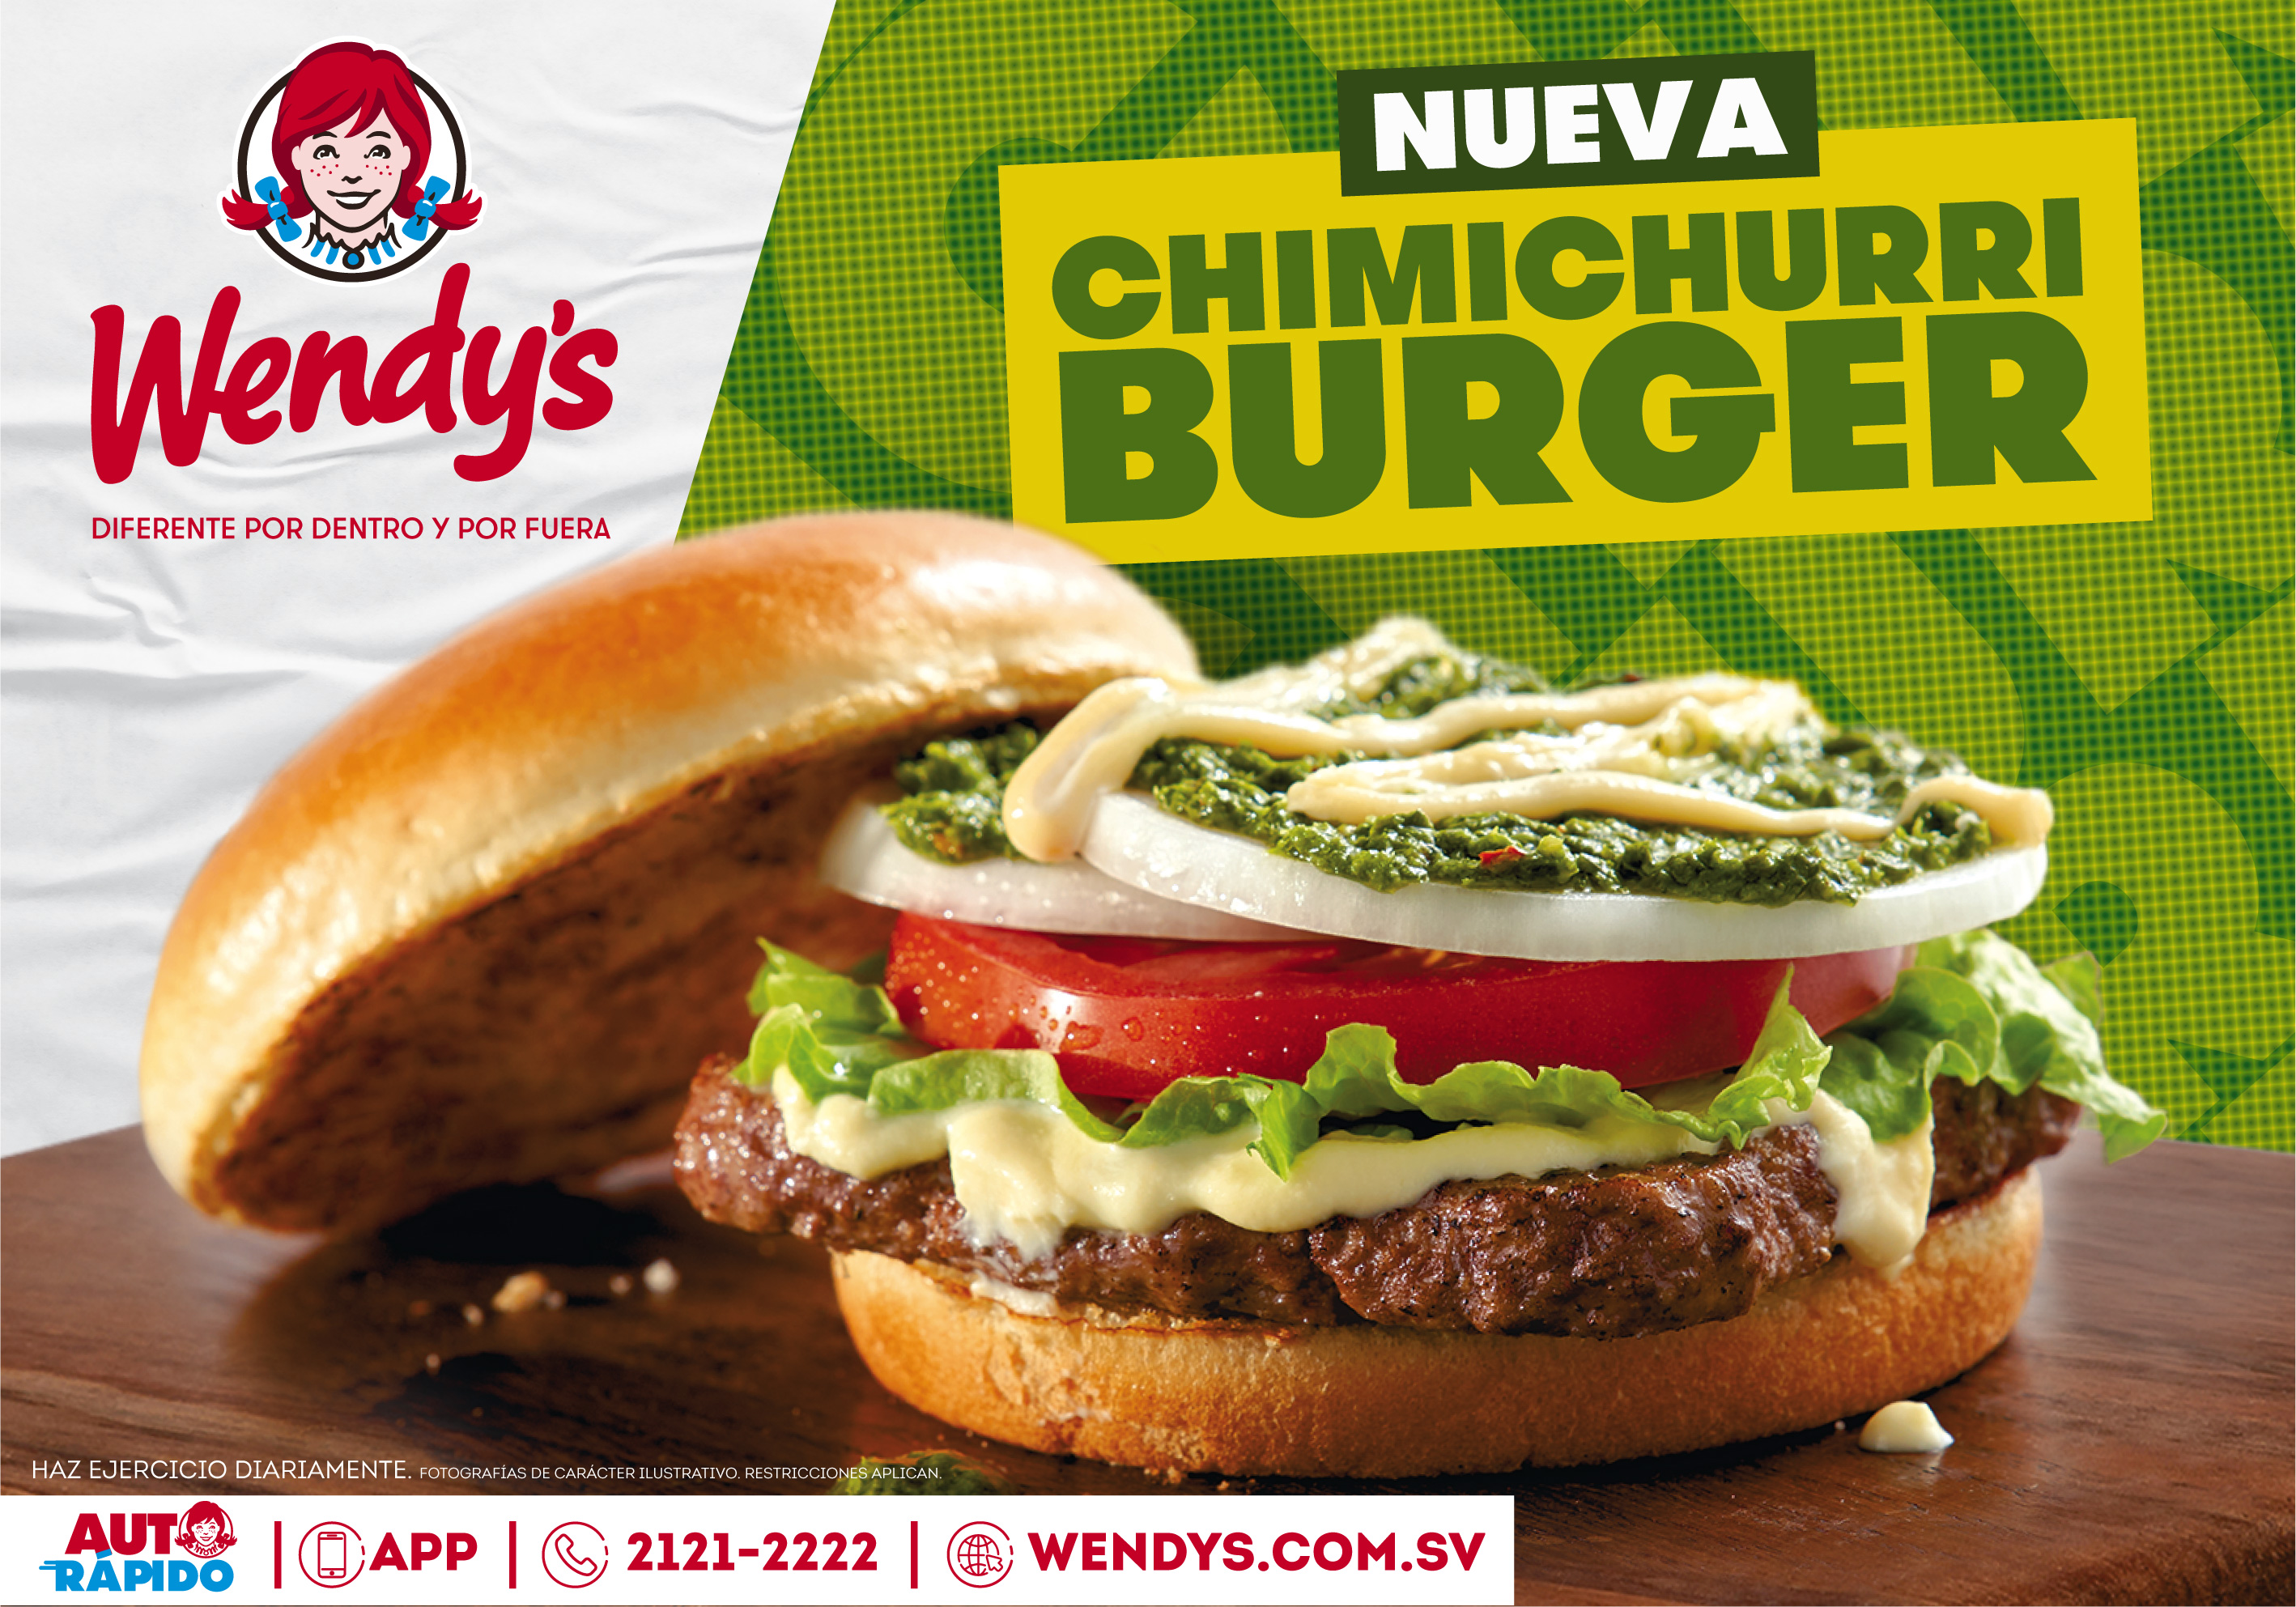 Wendy's
DIFERENTE POR DENTRO Y POR FUERA
NUEVA
CHIMICHURRI
BURGER
HAZ EJERCICIO DIARIAMENTE. FOTOGRAFÍAS DE CARÁCTER ILUSTRATIVO. RESTRICCIONES APLICAN.
AUTO
RÁPIDO
APP
2121-2222
WENDYS.COM.SV